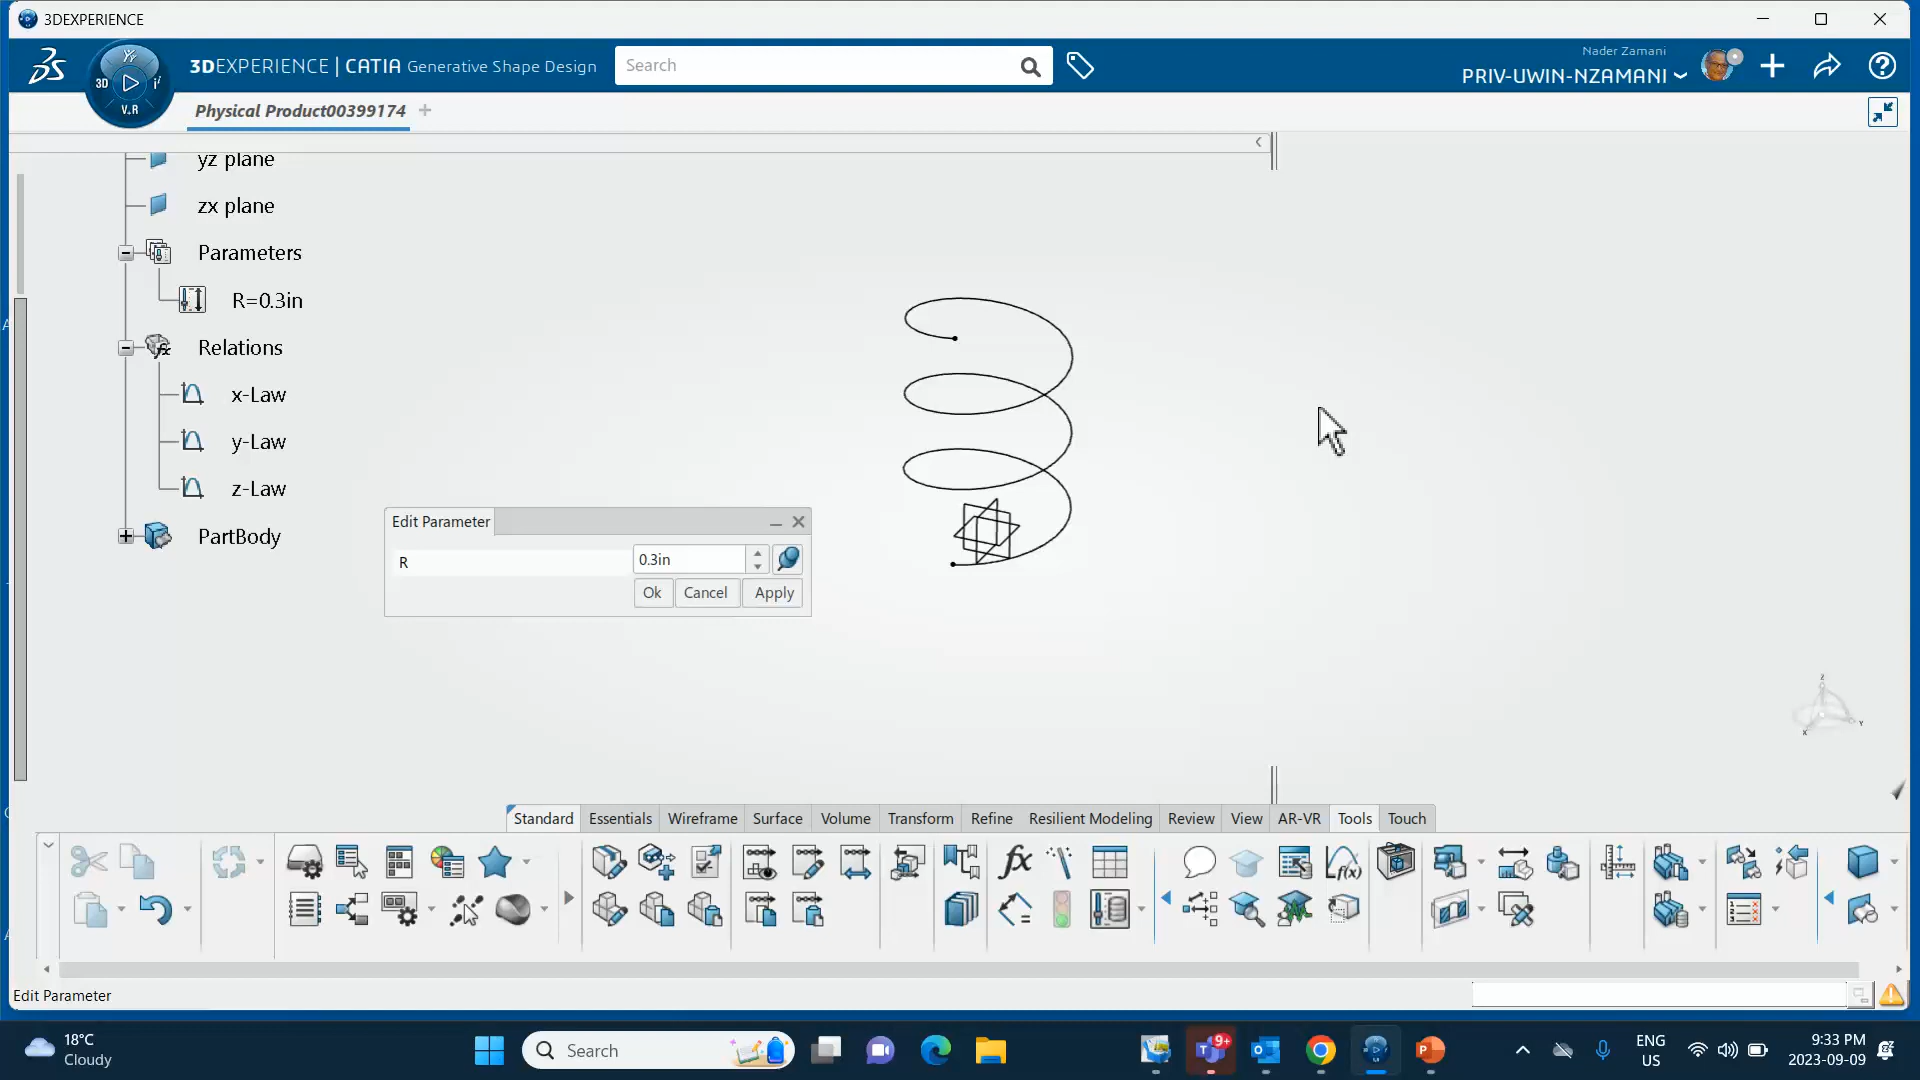 3DEXPERIENCE
3DEXPERIENCE | CATIA Generative Shape Design
Search
Nader Zamani
PRIV-UWIN-NZAMANI
3D
V.R
Physical Product00399174
yz plane
zx plane
Parameters
R=0.3in
Relations
x-Law
y-Law
z-Law
PartBody
Edit Parameter
R
0.3in
Ok
Cancel
Apply
Z
Y
X
Standard
Essentials
Wireframe
Surface
Volume
Transform
Refine
Resilient Modeling
Review
View
AR-VR
Tools
Touch
Edit Parameter
18°C
Cloudy
Search
9+
ENG
US
9:33 PM
2023-09-09